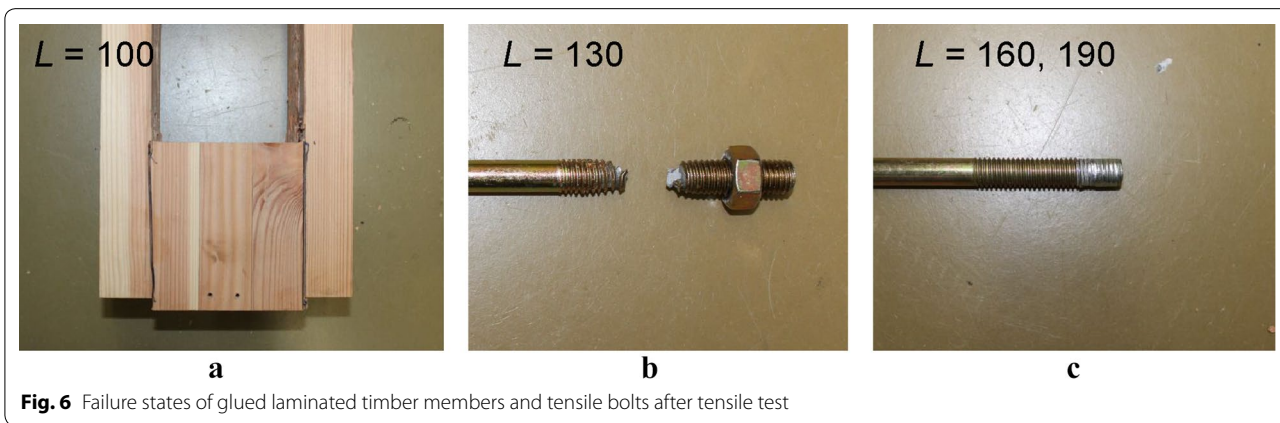 L = 100
L = 130
L = 160, 190
a
b
c
Fig. 6 Failure states of glued laminated timber members and tensile bolts after tensile test